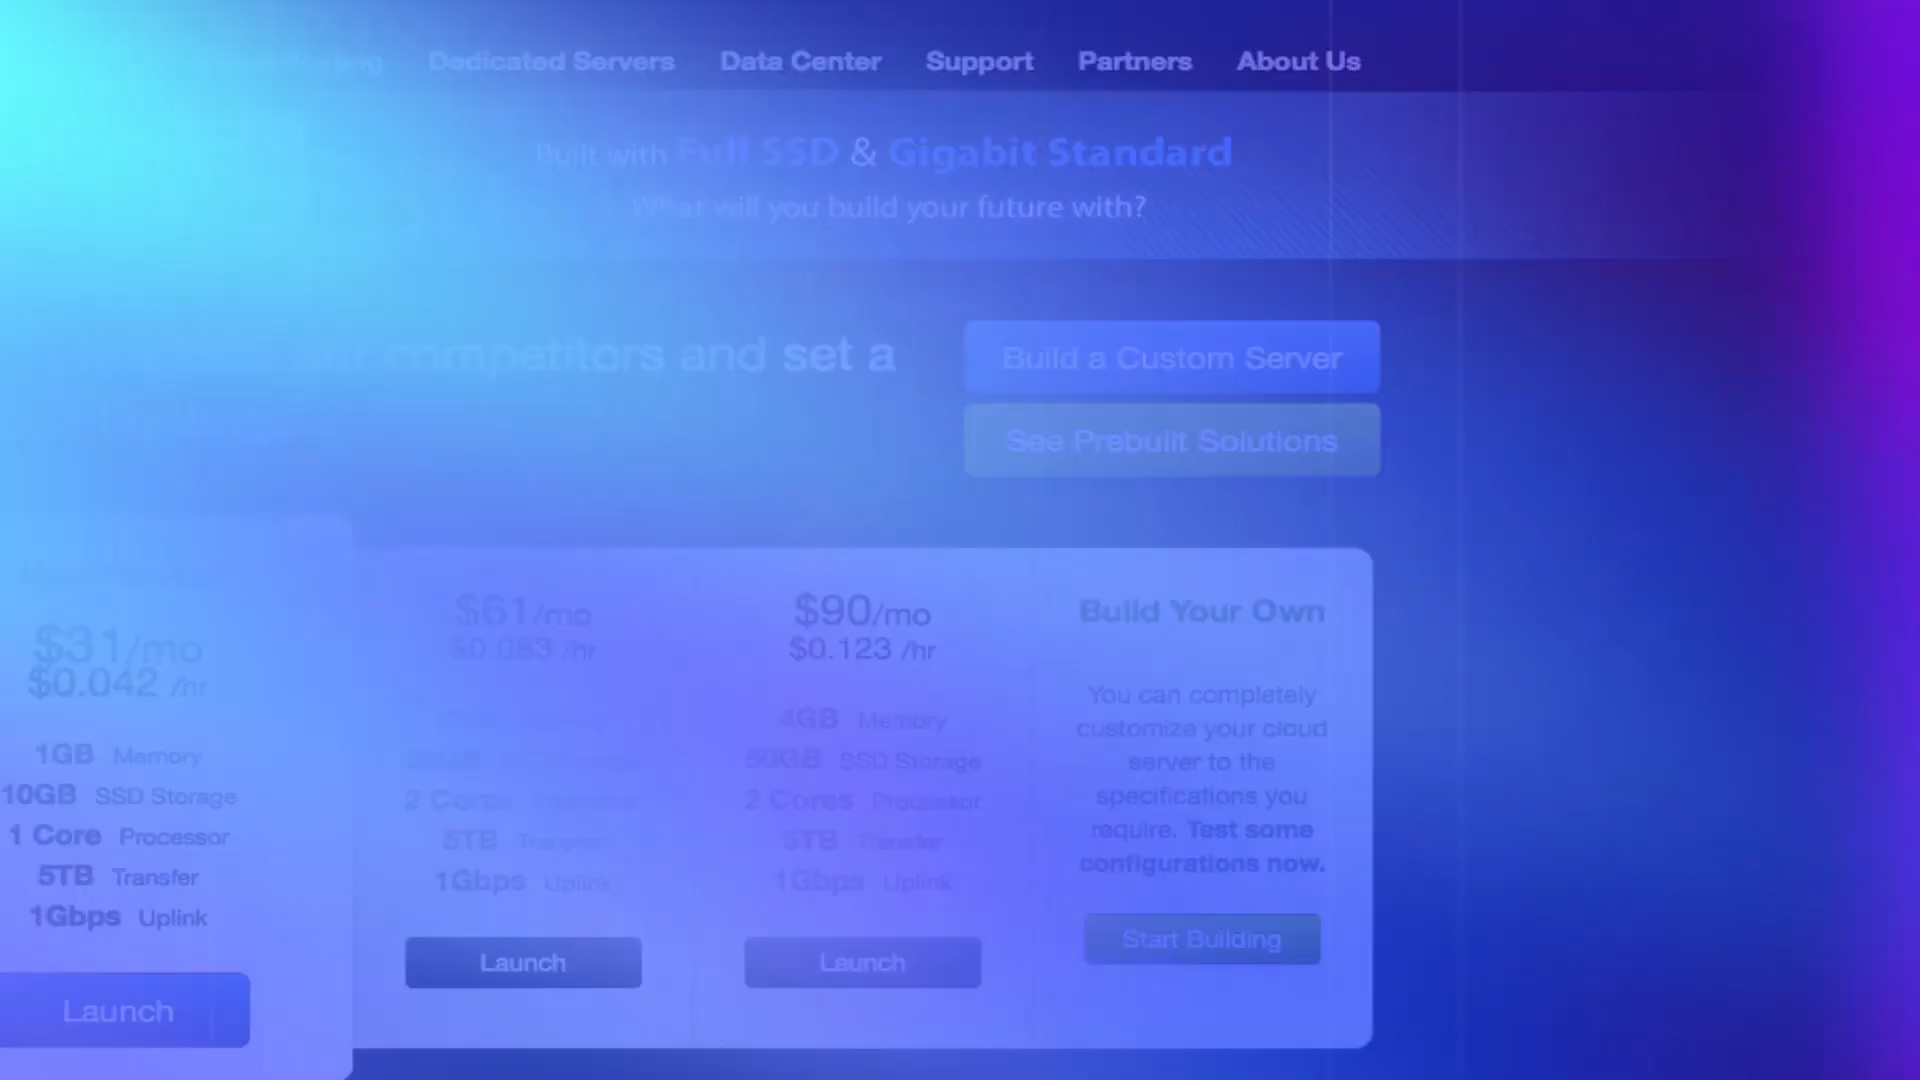 Dedicated Servers Data Center Support Partners About Us
Built with Full SSD & Gigabit Standard
What will you build your future with?
competitors and set a
Build a Custom Server
See Prebuilt Solutions
$31/mo
$0.042 /hr
1GB Memory
10GB SSD Storage
1 Core Processor
5TB Transfer
1Gbps Uplink
Launch
$61/mo
$0.083 /hr
2 Cores
5TB Transfer
1Gbps Uplink
Launch
$90/mo
$0.123 /hr
4GB Memory
50GB SSD Storage
2 Cores Processor
5TB Transfer
1Gbps Uplink
Launch
Build Your Own
You can completely
customize your cloud
server to the
specifications you
require. Test some
configurations now.
Start Building